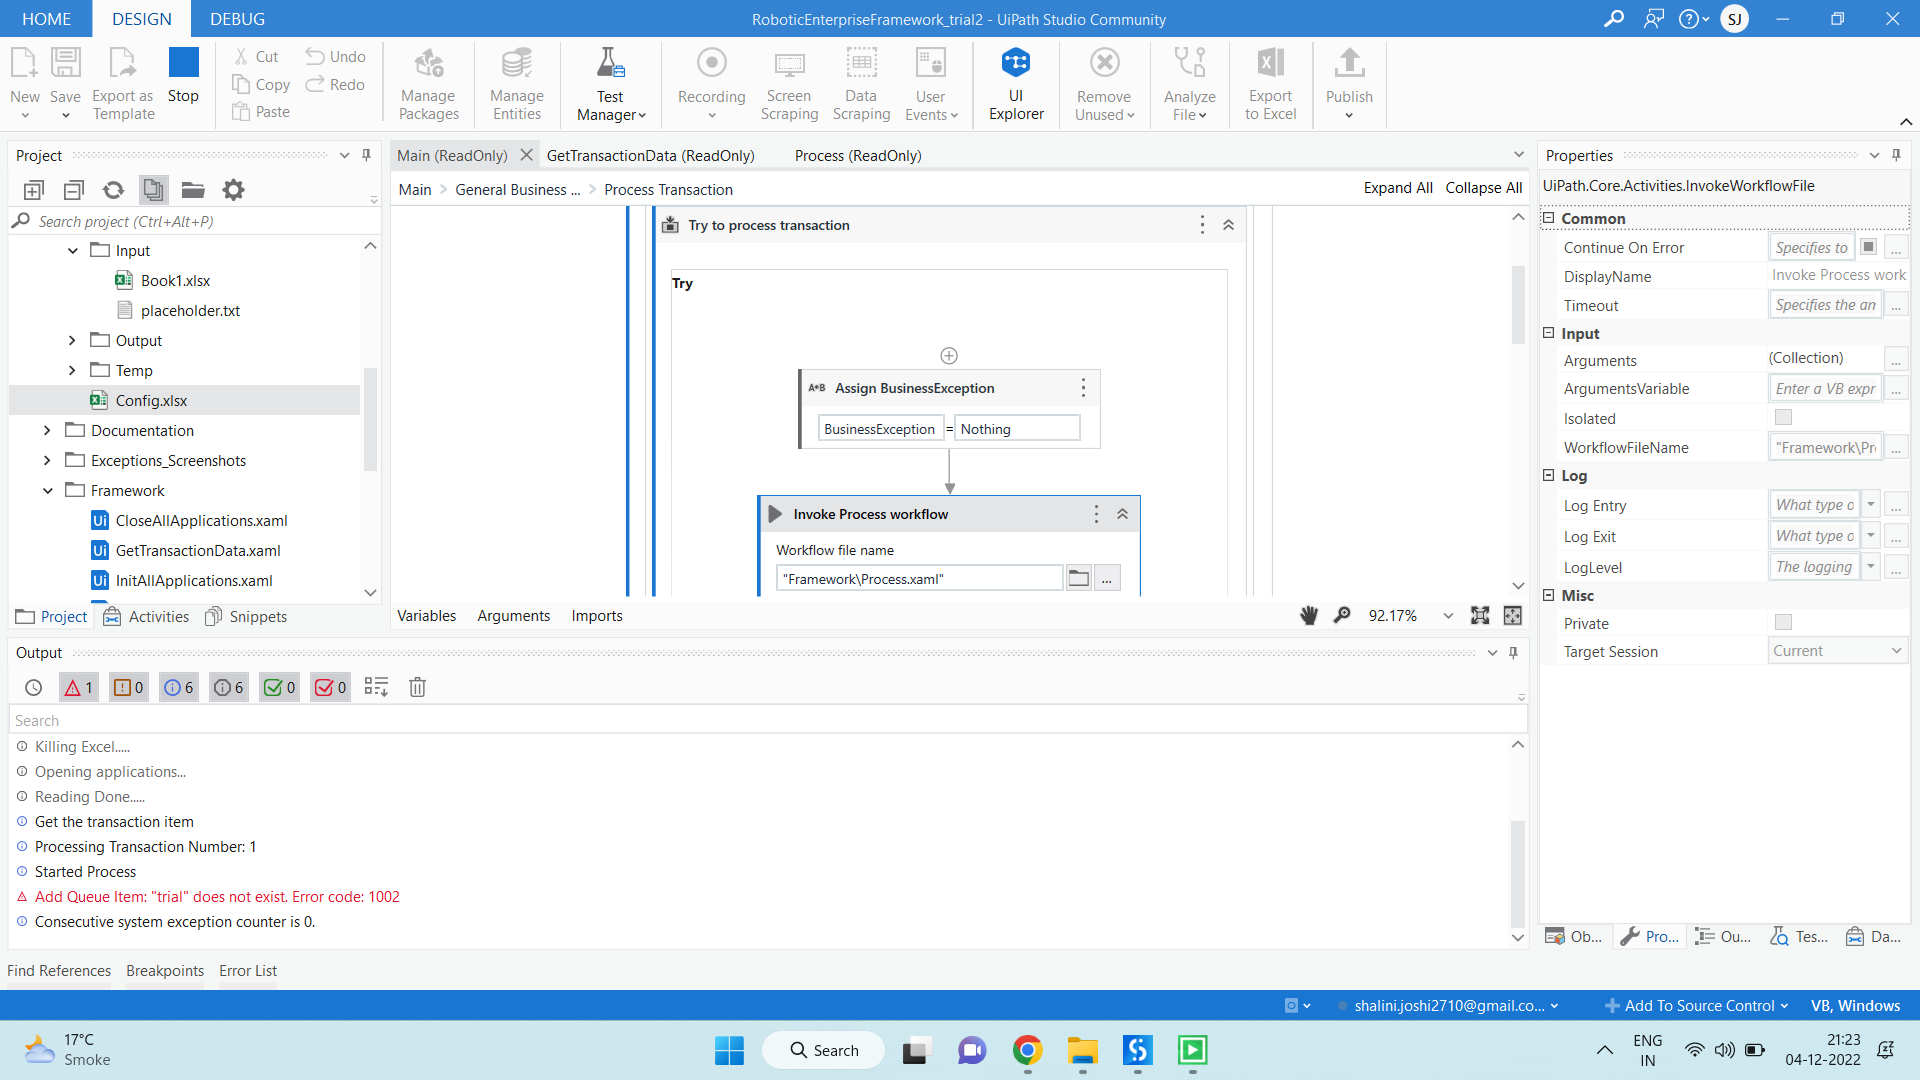 HOME DESIGN DEBUG
RoboticEnterpriseFramework_trial2 - UiPath Studio Community
SJ
New
Save
Export as Template
Stop
Cut
Copy
Paste
Undo
Redo
Manage Packages
Manage Entities
Test Manager
Recording
Screen Scraping
Data Scraping
User Events
UI Explorer
Remove Unused
Analyze File
Export to Excel
Publish
Project
Search project (Ctrl+Alt+P)
Input
Book1.xlsx
placeholder.txt
Output
Temp
Config.xlsx
Documentation
Exceptions_Screenshots
Framework
CloseAllApplications.xaml
GetTransactionData.xaml
InitAllApplications.xaml
Project Activities Snippets
Main (ReadOnly) GetTransactionData (ReadOnly) Process (ReadOnly)
Main > General Business ... > Process Transaction
Expand All Collapse All
Try to process transaction
Try
A+B Assign BusinessException
BusinessException = Nothing
Invoke Process workflow
Workflow file name
"Framework\Process.xaml" ...
Variables Arguments Imports
92.17%
Properties
UiPath.Core.Activities.InvokeWorkflowFile
Common
Continue On Error Specifies to ...
DisplayName Invoke Process work
Timeout Specifies the an ...
Input
Arguments (Collection) ...
ArgumentsVariable Enter a VB expr ...
Isolated
WorkflowFileName "Framework\Pr ...
Log
Log Entry What type o ...
Log Exit What type o ...
LogLevel The logging ...
Misc
Private
Target Session Current
Ob... Pro... Ou... Tes... Da...
Output
1 0 6 6 0 0
Search
Killing Excel.....
Opening applications...
Reading Done.....
Get the transaction item
Processing Transaction Number: 1
Started Process
Add Queue Item: "trial" does not exist. Error code: 1002
Consecutive system exception counter is 0.
Find References Breakpoints Error List
shalini.joshi2710@gmail.co... Add To Source Control VB, Windows
17°C
Smoke
Search
ENG
IN
21:23
04-12-2022